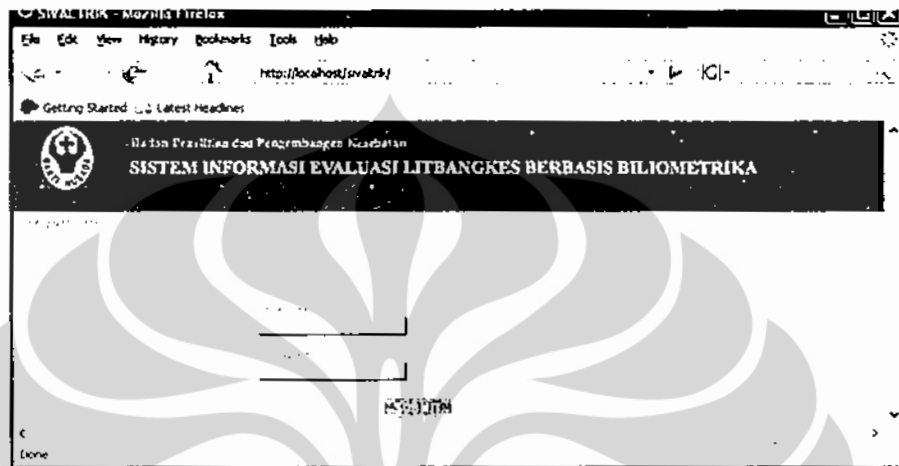 SIVALTRIK - Mozilla Firefox
File Edit View History Bookmarks Tools Help
http://localhost/sivaltrik/
Getting Started Latest Headlines
Badan Penelitian dan Pengembangan Kesehatan
SISTEM INFORMASI EVALUASI LITBANGKES BERBASIS BILIOMETRIKA
Done